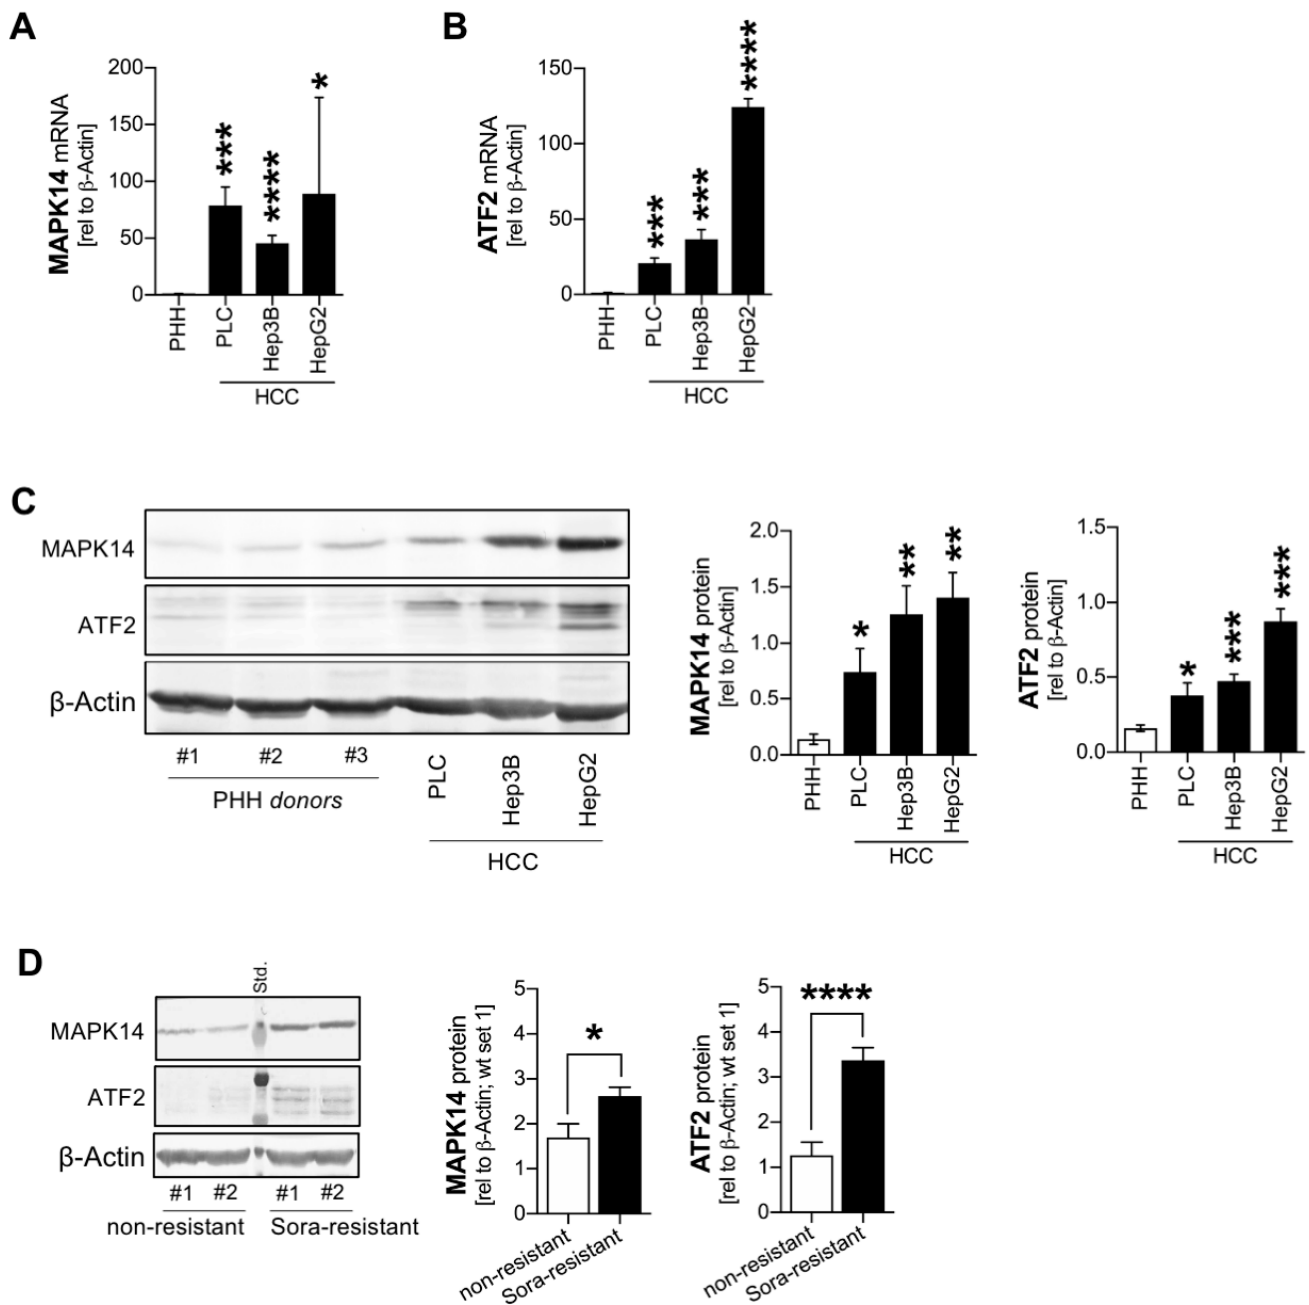 A
MAPK14 mRNA
[rel to β-Actin]
200
150
100
50
0
***
****
*
PHH
PLC
Hep3B
HepG2
HCC
B
ATF2 mRNA
[rel to β-Actin]
150
100
50
0
***
***
****
PHH
PLC
Hep3B
HepG2
HCC
C
MAPK14
ATF2
β-Actin
#1 #2 #3
PHH donors
PLC
Hep3B
HepG2
HCC
MAPK14 protein
[rel to β-Actin]
2.0
1.5
1.0
0.5
0.0
*
**
**
PHH
PLC
Hep3B
HepG2
HCC
ATF2 protein
[rel to β-Actin]
1.5
1.0
0.5
0.0
*
***
***
PHH
PLC
Hep3B
HepG2
HCC
D
Std.
MAPK14
ATF2
β-Actin
#1 #2 #1 #2
non-resistant Sora-resistant
MAPK14 protein
[rel to β-Actin; wt set 1]
5
4
3
2
1
0
*
non-resistant
Sora-resistant
ATF2 protein
[rel to β-Actin; wt set 1]
5
4
3
2
1
0
****
non-resistant
Sora-resistant